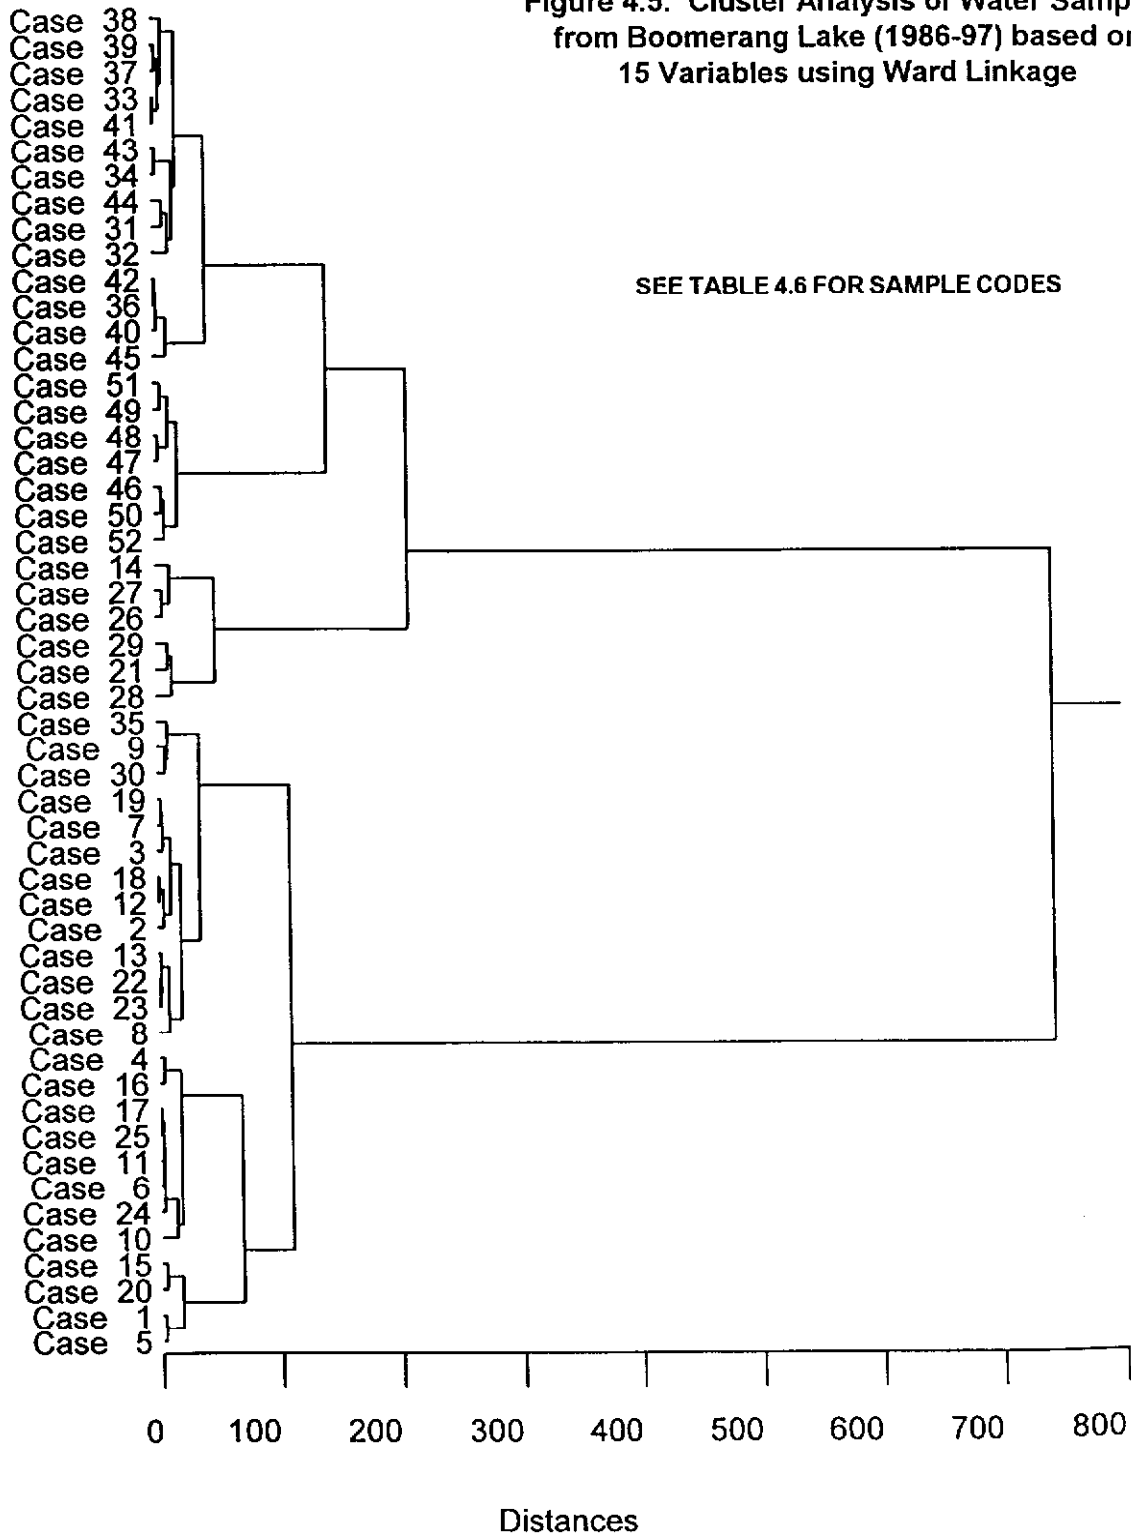 Figure 4.5. Cluster Analysis of Water Samp
from Boomerang Lake (1986-97) based on
15 Variables using Ward Linkage
SEE TABLE 4.6 FOR SAMPLE CODES
Case 38
Case 39
Case 37
Case 33
Case 41
Case 43
Case 34
Case 44
Case 31
Case 32
Case 42
Case 36
Case 40
Case 45
Case 51
Case 49
Case 48
Case 47
Case 46
Case 50
Case 52
Case 14
Case 27
Case 26
Case 29
Case 21
Case 28
Case 35
Case 9
Case 30
Case 19
Case 7
Case 3
Case 18
Case 12
Case 2
Case 13
Case 22
Case 23
Case 8
Case 4
Case 16
Case 17
Case 25
Case 11
Case 6
Case 24
Case 10
Case 15
Case 20
Case 1
Case 5
0 100 200 300 400 500 600 700 800
Distances